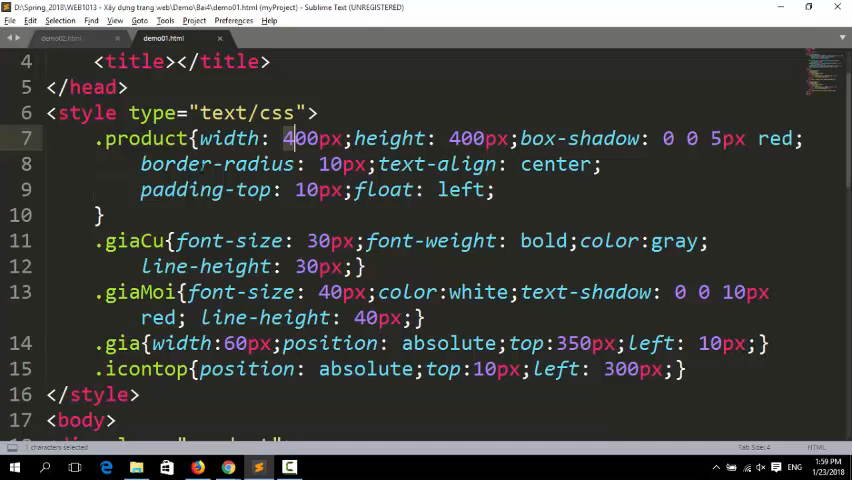 D:\Spring_2018\WEB1013 - Xây dựng trang web\Demo\Bai4\demo01.html (myProject) - Sublime Text (UNREGISTERED)
File Edit Selection Find View Goto Tools Project Preferences Help
demo02.html × demo01.html ×
4 <title></title>
5 </head>
6 <style type="text/css">
7 .product{width: 400px;height: 400px;box-shadow: 0 0 5px red;
8 border-radius: 10px;text-align: center;
9 padding-top: 10px;float: left;
10 }
11 .giaCu{font-size: 30px;font-weight: bold;color:gray;
12 line-height: 30px;}
13 .giaMoi{font-size: 40px;color:white;text-shadow: 0 0 10px
red; line-height: 40px;}
14 .gia{width:60px;position: absolute;top:350px;left: 10px;}
15 .icontop{position: absolute;top:10px;left: 300px;}
16 </style>
17 <body>
1 characters selected Tab Size: 4 HTML
ENG 1:59 PM
1/23/2018